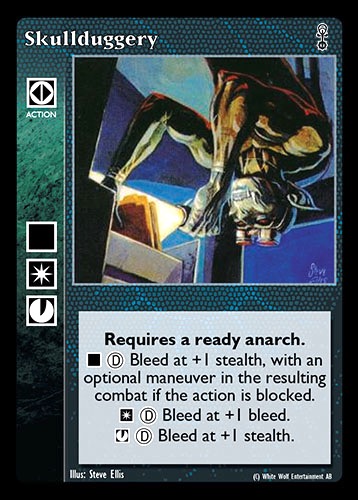 Skullduggery
ACTION
Requires a ready anarch.
D Bleed at +1 stealth, with an
optional maneuver in the resulting
combat if the action is blocked.
D Bleed at +1 bleed.
D Bleed at +1 stealth.
Illus: Steve Ellis
(C) White Wolf Entertainment AB